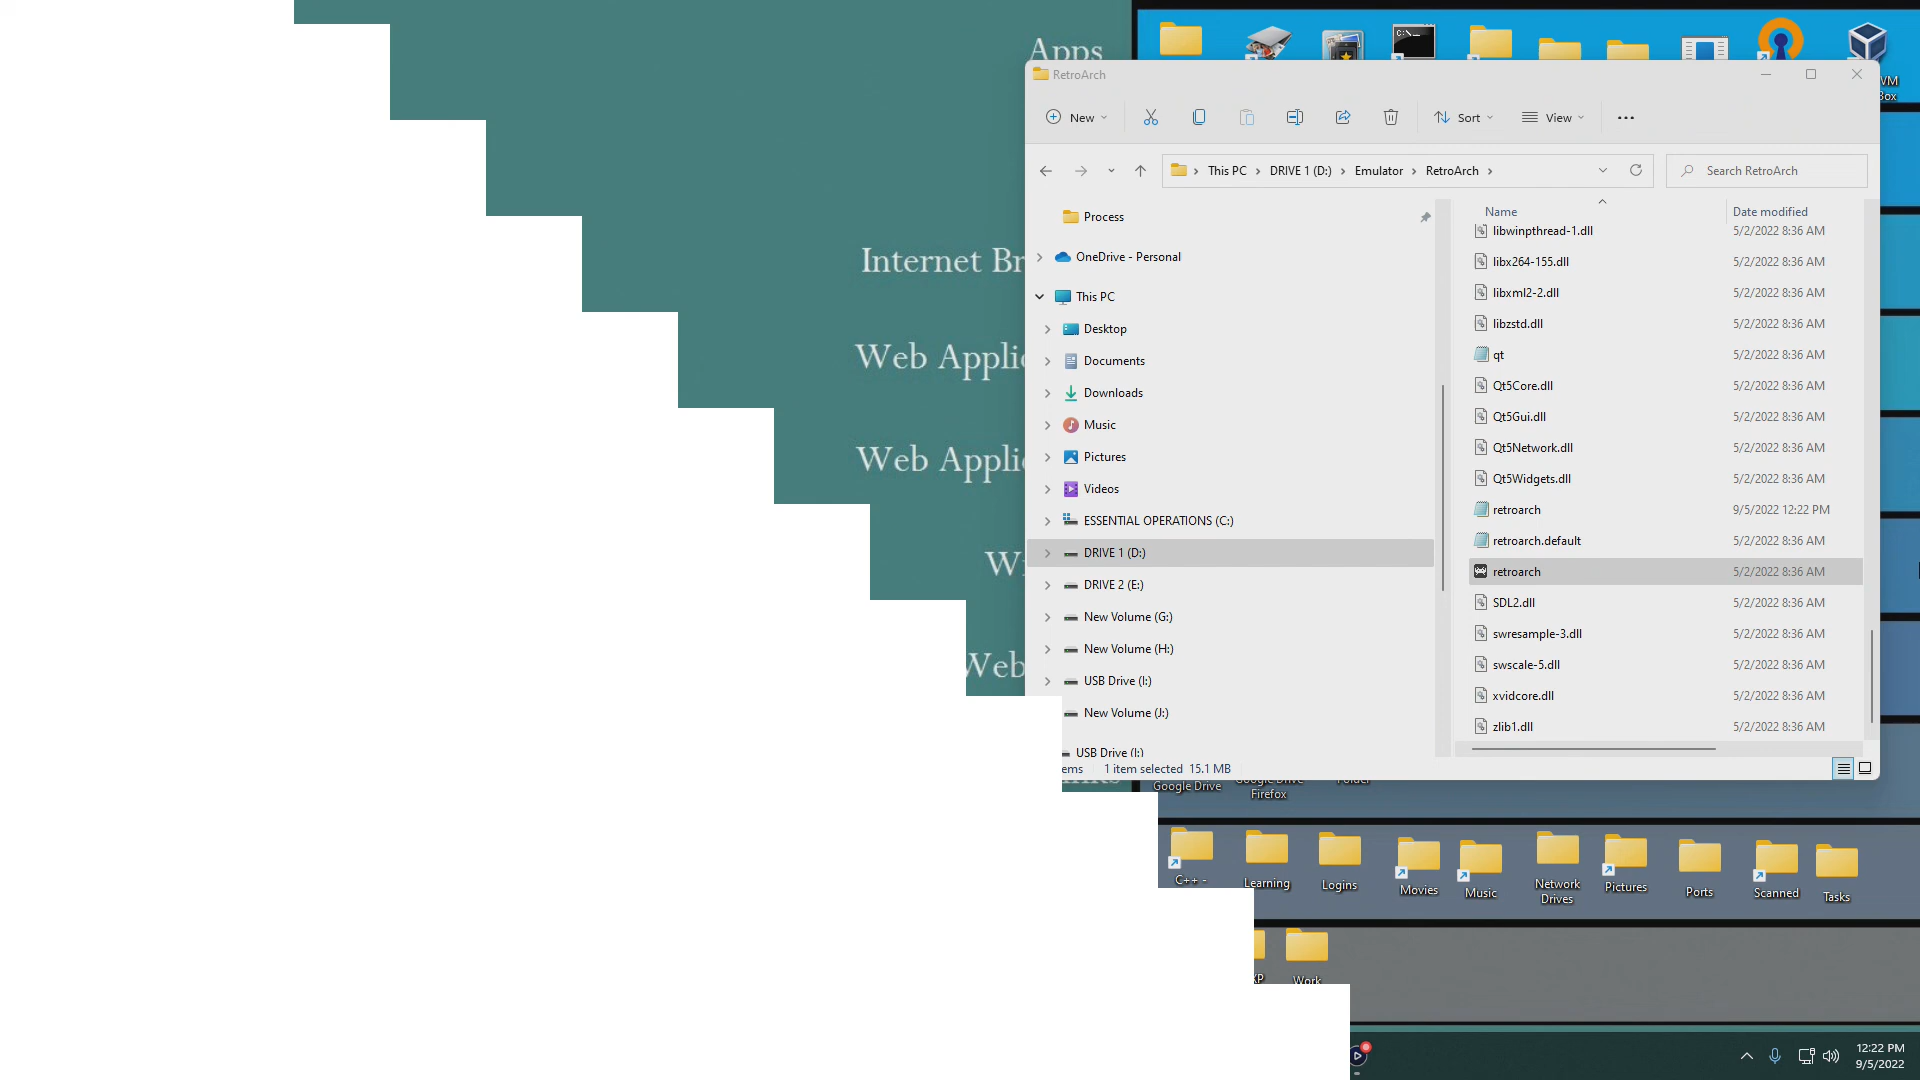 Apps
Internet Br
Web Applic
Web Applic
Web
RetroArch
New
Sort
View
This PC
DRIVE 1 (D:)
Emulator
RetroArch
Search RetroArch
Process
OneDrive - Personal
This PC
Desktop
Documents
Downloads
Music
Pictures
Videos
ESSENTIAL OPERATIONS (C:)
DRIVE 1 (D:)
DRIVE 2 (E:)
New Volume (G:)
New Volume (H:)
USB Drive (I:)
New Volume (J:)
USB Drive (I:)
Name Date modified
libwinpthread-1.dll 5/2/2022 8:36 AM
libx264-155.dll 5/2/2022 8:36 AM
libxml2-2.dll 5/2/2022 8:36 AM
libzstd.dll 5/2/2022 8:36 AM
qt 5/2/2022 8:36 AM
Qt5Core.dll 5/2/2022 8:36 AM
Qt5Gui.dll 5/2/2022 8:36 AM
Qt5Network.dll 5/2/2022 8:36 AM
Qt5Widgets.dll 5/2/2022 8:36 AM
retroarch 9/5/2022 12:22 PM
retroarch.default 5/2/2022 8:36 AM
retroarch 5/2/2022 8:36 AM
SDL2.dll 5/2/2022 8:36 AM
swresample-3.dll 5/2/2022 8:36 AM
swscale-5.dll 5/2/2022 8:36 AM
xvidcore.dll 5/2/2022 8:36 AM
zlib1.dll 5/2/2022 8:36 AM
ems 1 item selected 15.1 MB
VM
Box
Google Drive
Google Drive
Firefox
Folder
C++ -
Learning
Logins
Movies
Music
Network
Drives
Pictures
Ports
Scanned
Tasks
XP
Work
12:22 PM
9/5/2022